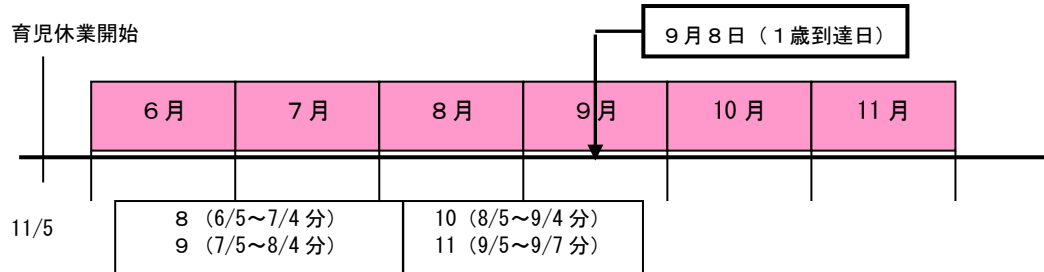 育児休業開始
９月８日（１歳到達日）
６月
７月
８月
９月
10月
11月
11/5
８（6/5～7/4 分）
９（7/5～8/4 分）
10（8/5～9/4 分）
11（9/5～9/7 分）